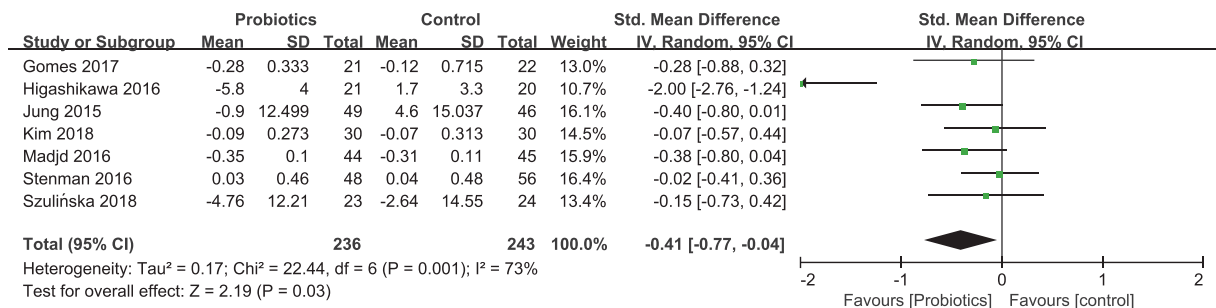 Probiotics Control Std. Mean Difference Std. Mean Difference
Study or Subgroup Mean SD Total Mean SD Total Weight IV. Random. 95% CI IV. Random. 95% CI
Gomes 2017 -0.28 0.333 21 -0.12 0.715 22 13.0% -0.28 [-0.88, 0.32]
Higashikawa 2016 -5.8 4 21 1.7 3.3 20 10.7% -2.00 [-2.76, -1.24]
Jung 2015 -0.9 12.499 49 4.6 15.037 46 16.1% -0.40 [-0.80, 0.01]
Kim 2018 -0.09 0.273 30 -0.07 0.313 30 14.5% -0.07 [-0.57, 0.44]
Madjd 2016 -0.35 0.1 44 -0.31 0.11 45 15.9% -0.38 [-0.80, 0.04]
Stenman 2016 0.03 0.46 48 0.04 0.48 56 16.4% -0.02 [-0.41, 0.36]
Szulińska 2018 -4.76 12.21 23 -2.64 14.55 24 13.4% -0.15 [-0.73, 0.42]
Total (95% CI) 236 243 100.0% -0.41 [-0.77, -0.04]
Heterogeneity: Tau² = 0.17; Chi² = 22.44, df = 6 (P = 0.001); I² = 73%
Test for overall effect: Z = 2.19 (P = 0.03)
-2 -1 0 1 2
Favours [Probiotics] Favours [control]